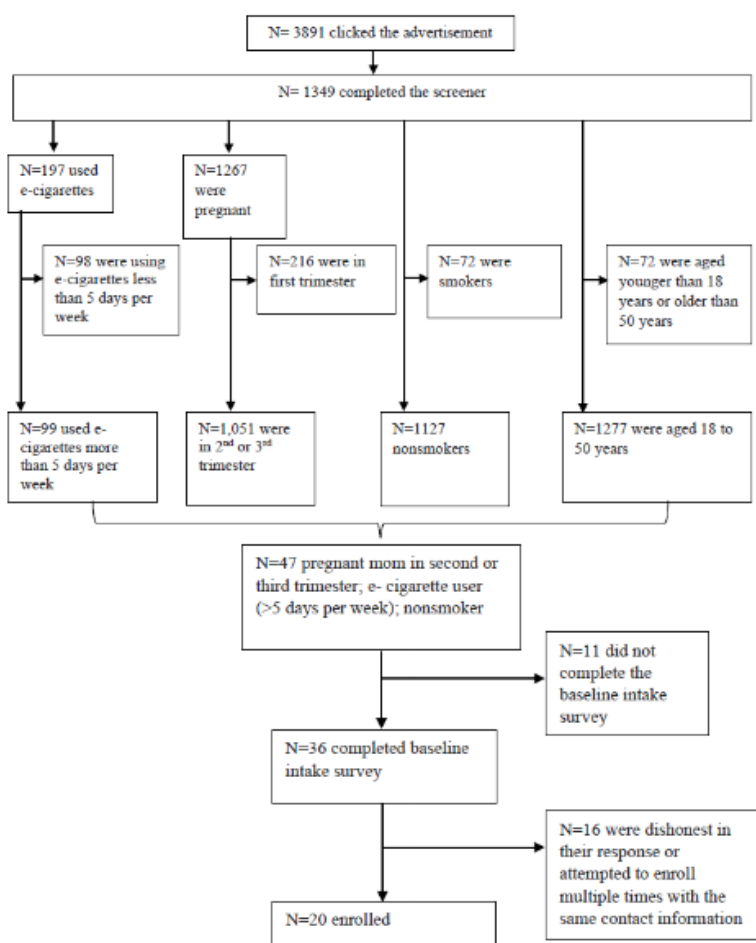 N= 3891 clicked the advertisement
N= 1349 completed the screener
N=197 used
e-cigarettes
N=1267
were
pregnant
N=98 were using
e-cigarettes less
than 5 days per
week
N=216 were in
first trimester
N=72 were
smokers
N=72 were aged
younger than 18
years or older than
50 years
N=99 used e-
cigarettes more
than 5 days per
week
N=1,051 were
in 2nd or 3rd
trimester
N=1127
nonsmokers
N=1277 were aged 18 to
50 years
N=47 pregnant mom in second or
third trimester; e- cigarette user
(>5 days per week); nonsmoker
N=11 did not
complete the
baseline intake
survey
N=36 completed baseline
intake survey
N=16 were dishonest in
their response or
attempted to enroll
multiple times with the
same contact information
N=20 enrolled